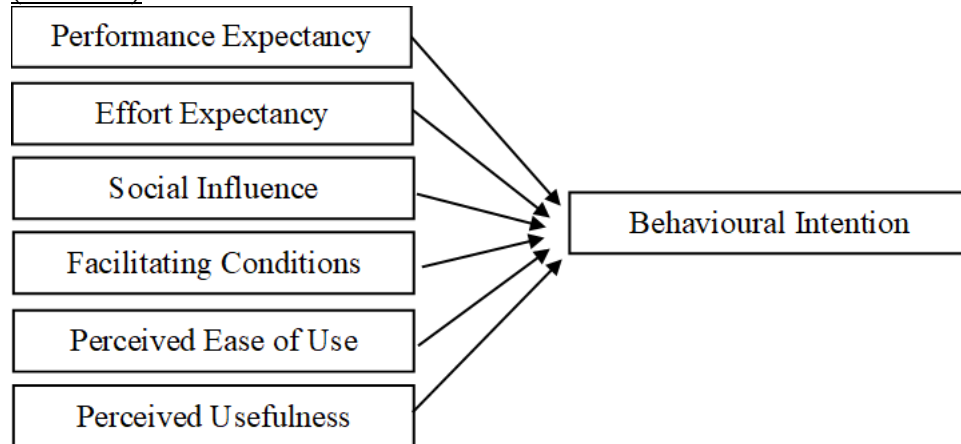 Performance Expectancy
Effort Expectancy
Social Influence
Behavioural Intention
Facilitating Conditions
Perceived Ease of Use
Perceived Usefulness